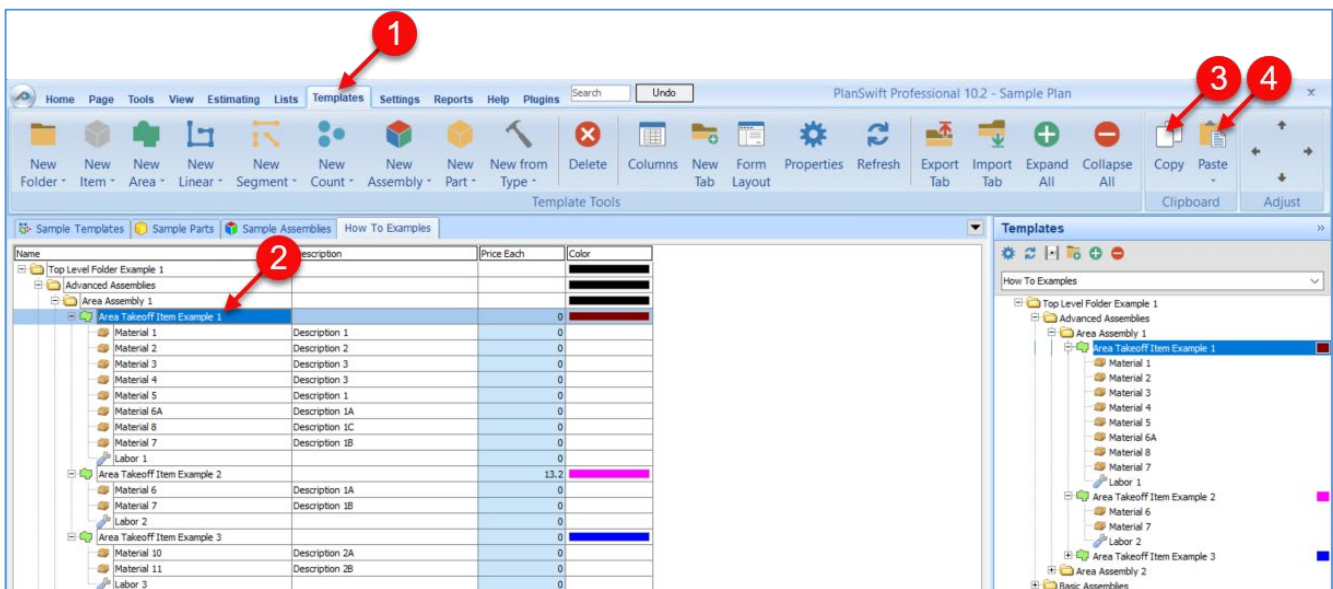 1
3
4
Home Page Tools View Estimating Lists Templates Settings Reports Help Plugins Search Undo PlanSwift Professional 10.2 - Sample Plan x
New Folder New Item New Area New Linear New Segment New Count New Assembly New Part New from Type Delete Columns New Tab Form Layout Properties Refresh Export Tab Import Tab Expand All Collapse All Copy Paste
Template Tools Clipboard Adjust
Sample Templates Sample Parts Sample Assemblies How To Examples
Name Description Price Each Color
2
Top Level Folder Example 1
Advanced Assemblies
Area Assembly 1
Area Takeoff Item Example 1 0
Material 1 Description 1 0
Material 2 Description 2 0
Material 3 Description 3 0
Material 4 Description 3 0
Material 5 Description 1 0
Material 6A Description 1A 0
Material 8 Description 1C 0
Material 7 Description 1B 0
Labor 1 0
Area Takeoff Item Example 2 13.2
Material 6 Description 1A 0
Material 7 Description 1B 0
Labor 2 0
Area Takeoff Item Example 3 0
Material 10 Description 2A 0
Material 11 Description 2B 0
Labor 3 0
Templates »
How To Examples
Top Level Folder Example 1
Advanced Assemblies
Area Assembly 1
Area Takeoff Item Example 1
Material 1
Material 2
Material 3
Material 4
Material 5
Material 6A
Material 8
Material 7
Labor 1
Area Takeoff Item Example 2
Material 6
Material 7
Labor 2
Area Takeoff Item Example 3
Area Assembly 2
Basic Assemblies